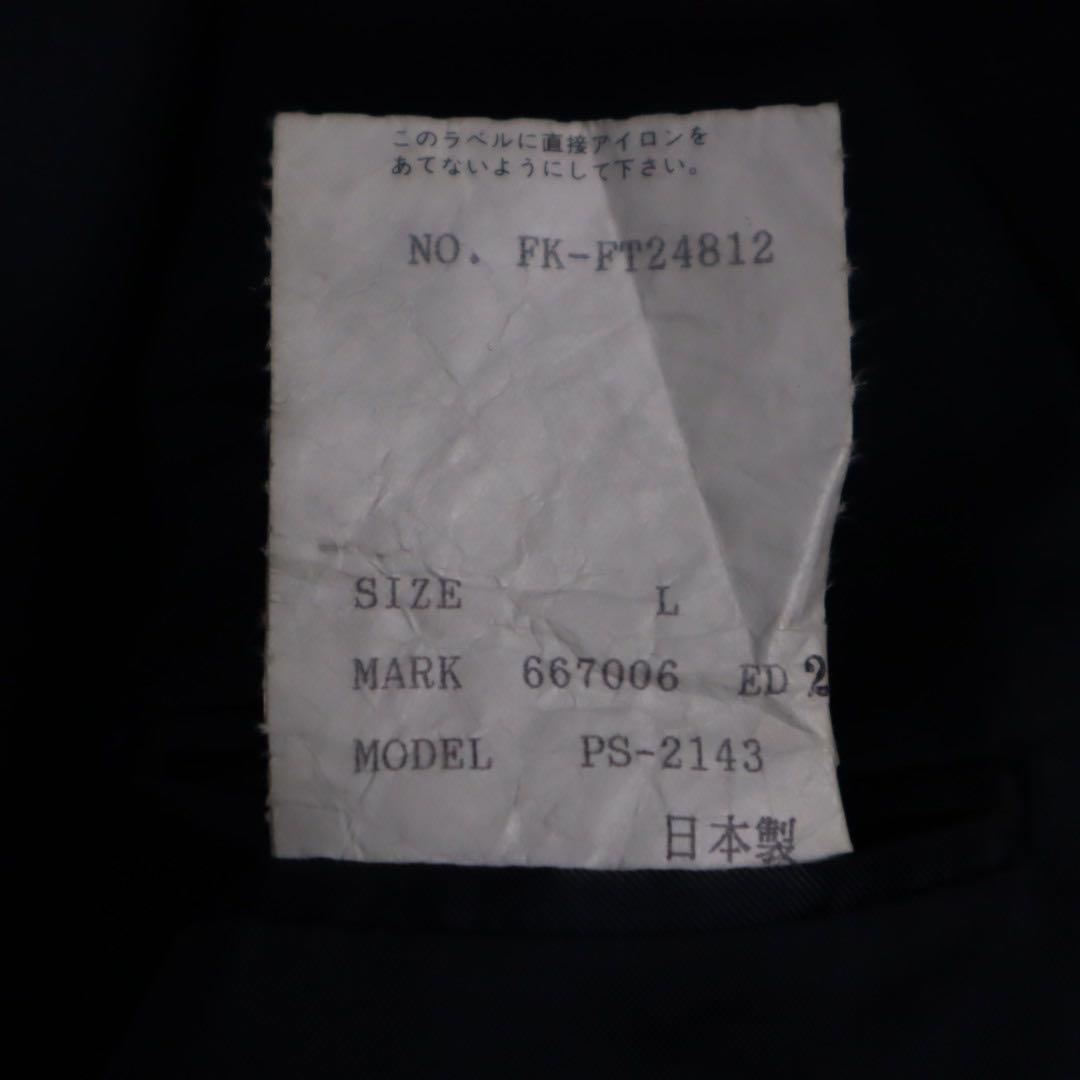 このラベルに直接アイロンを
あてないようにして下さい。
NO. FK-FT24812
SIZE L
MARK 667006 ED 2
MODEL PS-2143
日本製